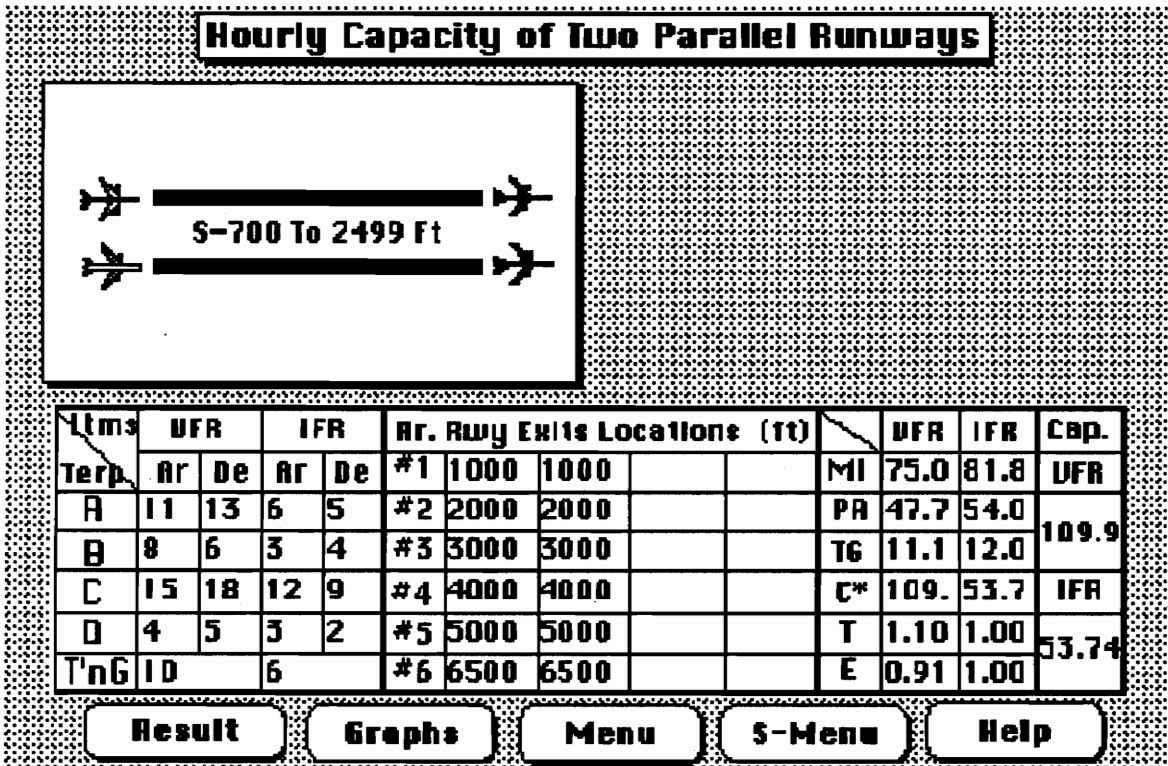 Hourly Capacity of Two Parallel Runways
S-700 To 2499 Ft
Itms VFR IFR Ar. Rwy Exits Locations (ft) VFR IFR Cap.
Terp. Ar De Ar De #1 1000 1000 MI 75.0 81.8 VFR
A 11 13 6 5 #2 2000 2000 PA 47.7 54.0 109.9
B 8 6 3 4 #3 3000 3000 TG 11.1 12.0
C 15 18 12 9 #4 4000 4000 C* 109. 53.7 IFR
D 4 5 3 2 #5 5000 5000 T 1.10 1.00 53.74
T'nG 10 6 #6 6500 6500 E 0.91 1.00
Result Graphs Menu S-Menu Help